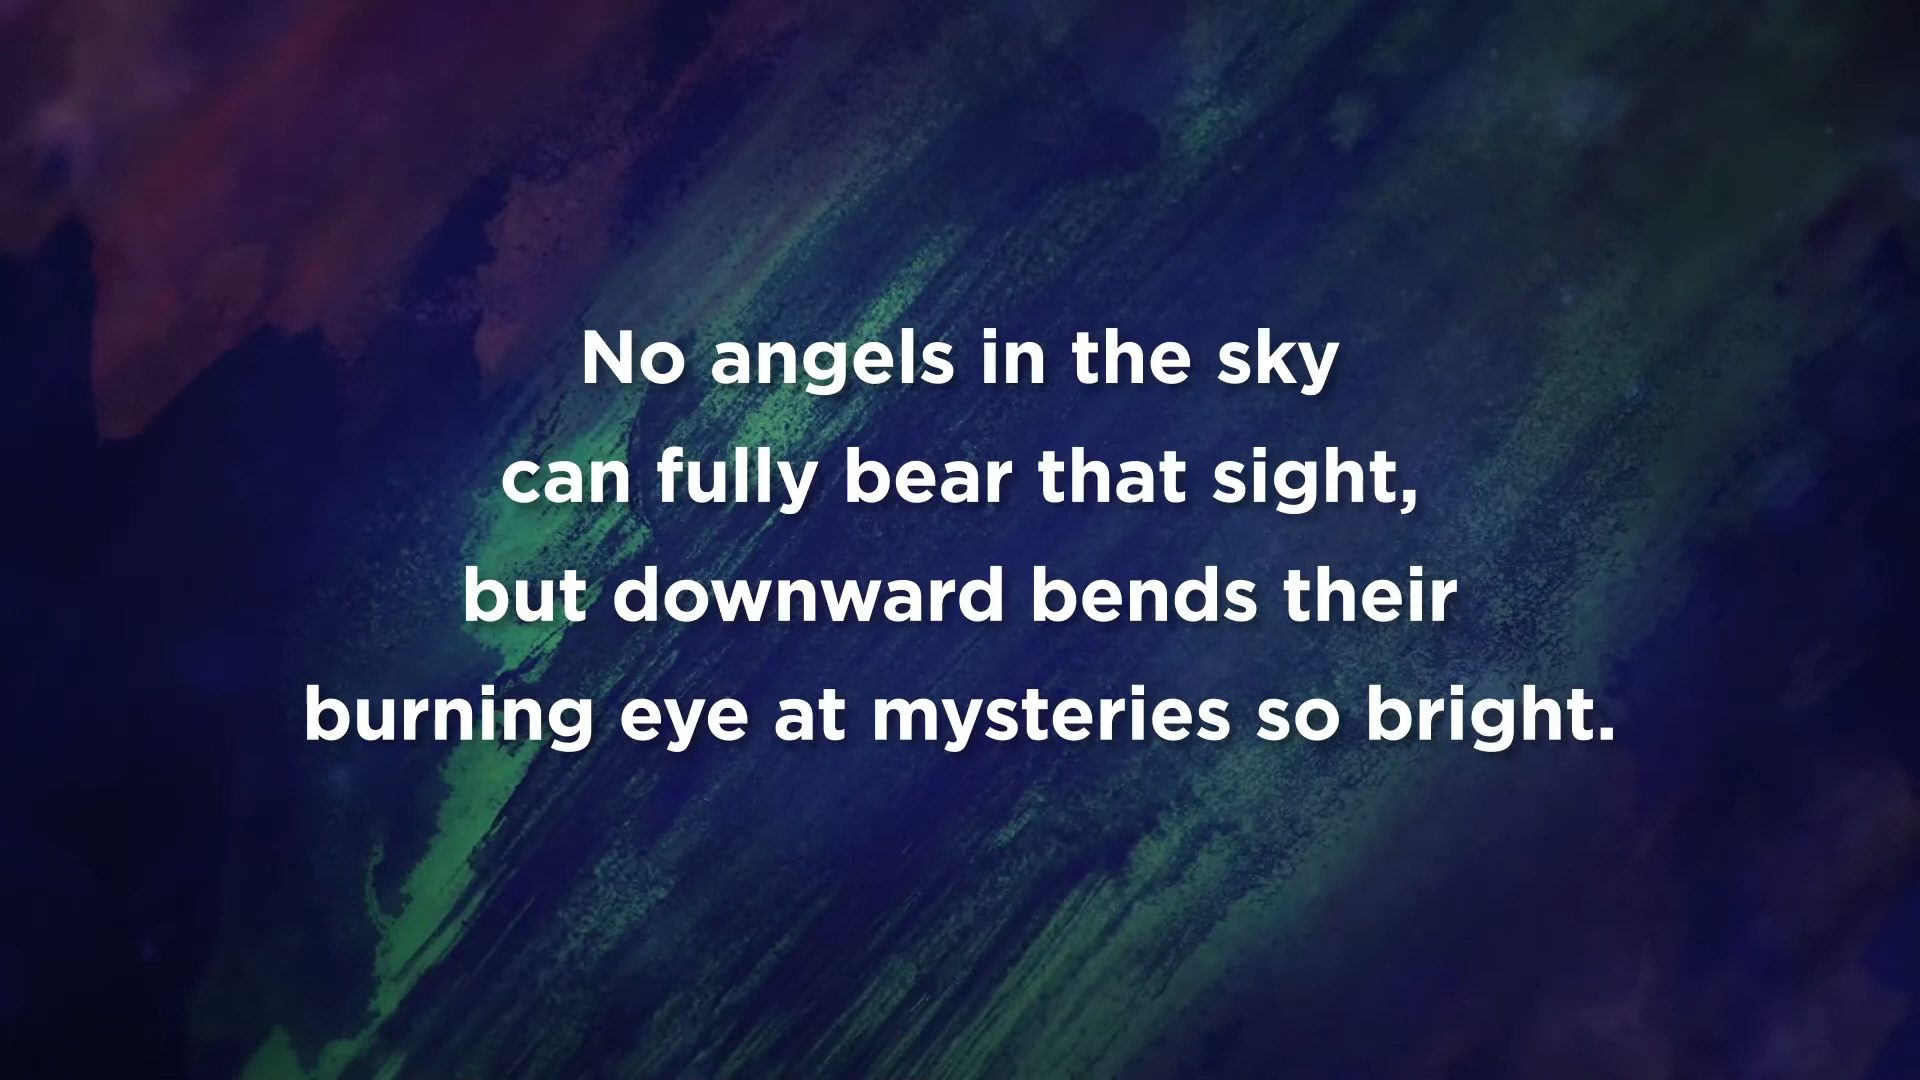 No angels in the sky
can fully bear that sight,
but downward bends their
burning eye at mysteries so bright.